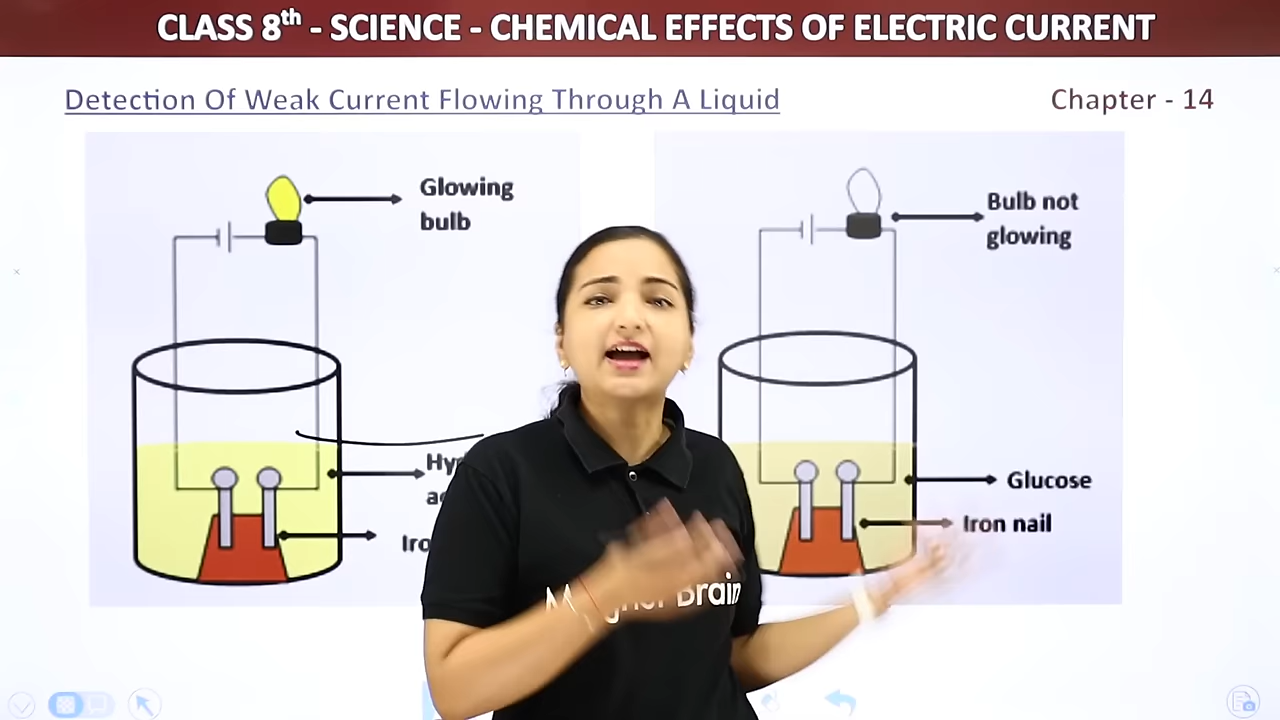 CLASS 8th - SCIENCE - CHEMICAL EFFECTS OF ELECTRIC CURRENT
Detection Of Weak Current Flowing Through A Liquid
Chapter - 14
Glowing
bulb
Bulb not
glowing
Glucose
Iron nail
Brain